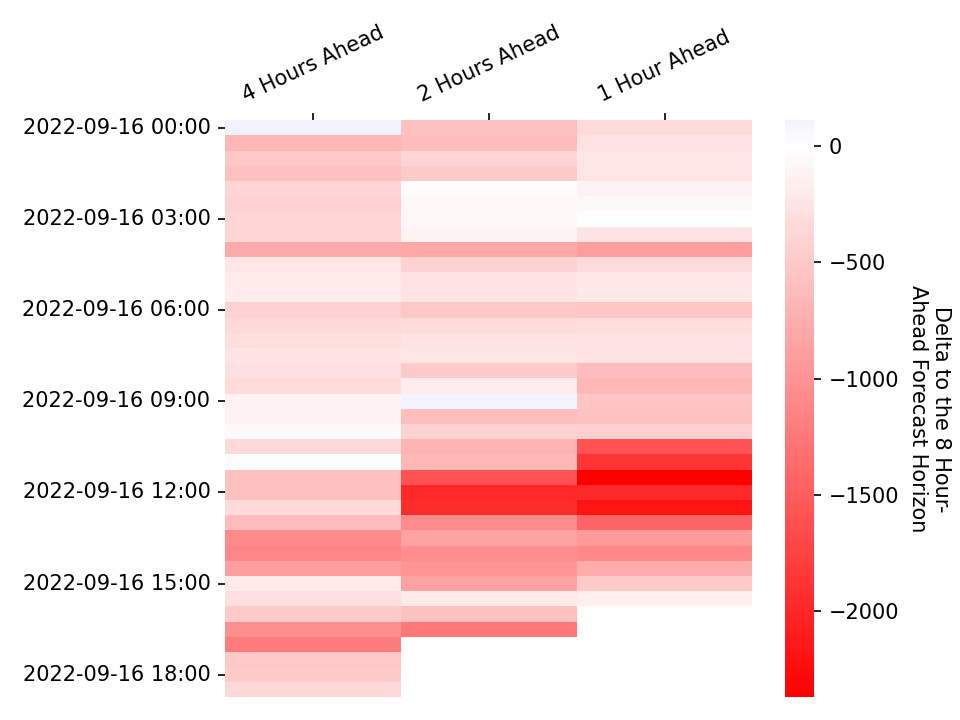 4 Hours Ahead
2 Hours Ahead
1 Hour Ahead
2022-09-16 00:00
2022-09-16 03:00
2022-09-16 06:00
2022-09-16 09:00
2022-09-16 12:00
2022-09-16 15:00
2022-09-16 18:00
0
−500
−1000
−1500
−2000
Delta to the 8 Hour-
Ahead Forecast Horizon